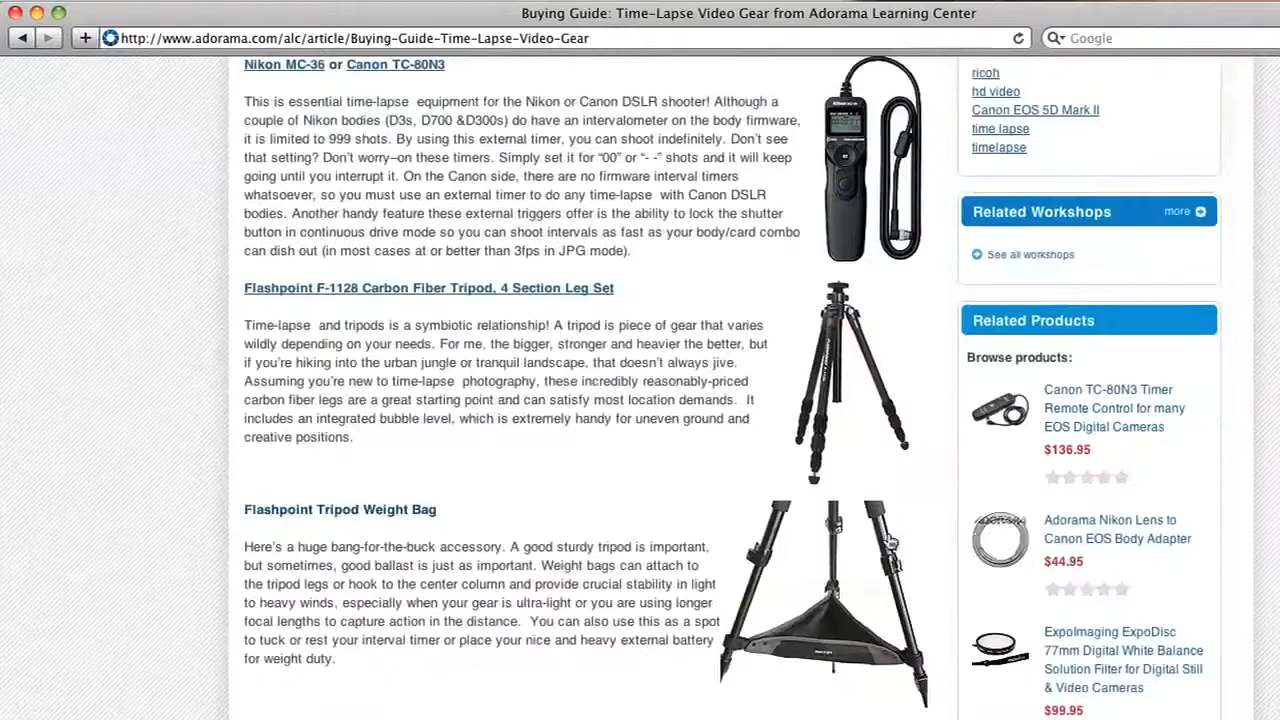 Buying Guide: Time-Lapse Video Gear from Adorama Learning Center
http://www.adorama.com/alc/article/Buying-Guide-Time-Lapse-Video-Gear
Google
Nikon MC-36 or Canon TC-80N3
This is essential time-lapse equipment for the Nikon or Canon DSLR shooter! Although a
couple of Nikon bodies (D3s, D700 &D300s) do have an intervalometer on the body firmware,
it is limited to 999 shots. By using this external timer, you can shoot indefinitely. Don't see
that setting? Don't worry–on these timers. Simply set it for “00” or “- -” shots and it will keep
going until you interrupt it. On the Canon side, there are no firmware interval timers
whatsoever, so you must use an external timer to do any time-lapse with Canon DSLR
bodies. Another handy feature these external triggers offer is the ability to lock the shutter
button in continuous drive mode so you can shoot intervals as fast as your body/card combo
can dish out (in most cases at or better than 3fps in JPG mode).
Flashpoint F-1128 Carbon Fiber Tripod, 4 Section Leg Set
Time-lapse and tripods is a symbiotic relationship! A tripod is piece of gear that varies
wildly depending on your needs. For me, the bigger, stronger and heavier the better, but
if you're hiking into the urban jungle or tranquil landscape, that doesn't always jive.
Assuming you're new to time-lapse photography, these incredibly reasonably-priced
carbon fiber legs are a great starting point and can satisfy most location demands. It
includes an integrated bubble level, which is extremely handy for uneven ground and
creative positions.
Flashpoint Tripod Weight Bag
Here's a huge bang-for-the-buck accessory. A good sturdy tripod is important,
but sometimes, good ballast is just as important. Weight bags can attach to
the tripod legs or hook to the center column and provide crucial stability in light
to heavy winds, especially when your gear is ultra-light or you are using longer
focal lengths to capture action in the distance. You can also use this as a spot
to tuck or rest your interval timer or place your nice and heavy external battery
for weight duty.
ricoh
hd video
Canon EOS 5D Mark II
time lapse
timelapse
Related Workshops more
See all workshops
Related Products
Browse products:
Canon TC-80N3 Timer
Remote Control for many
EOS Digital Cameras
$136.95
ADORAMA
Adorama Nikon Lens to
Canon EOS Body Adapter
$44.95
ExpoImaging ExpoDisc
77mm Digital White Balance
Solution Filter for Digital Still
& Video Cameras
$99.95